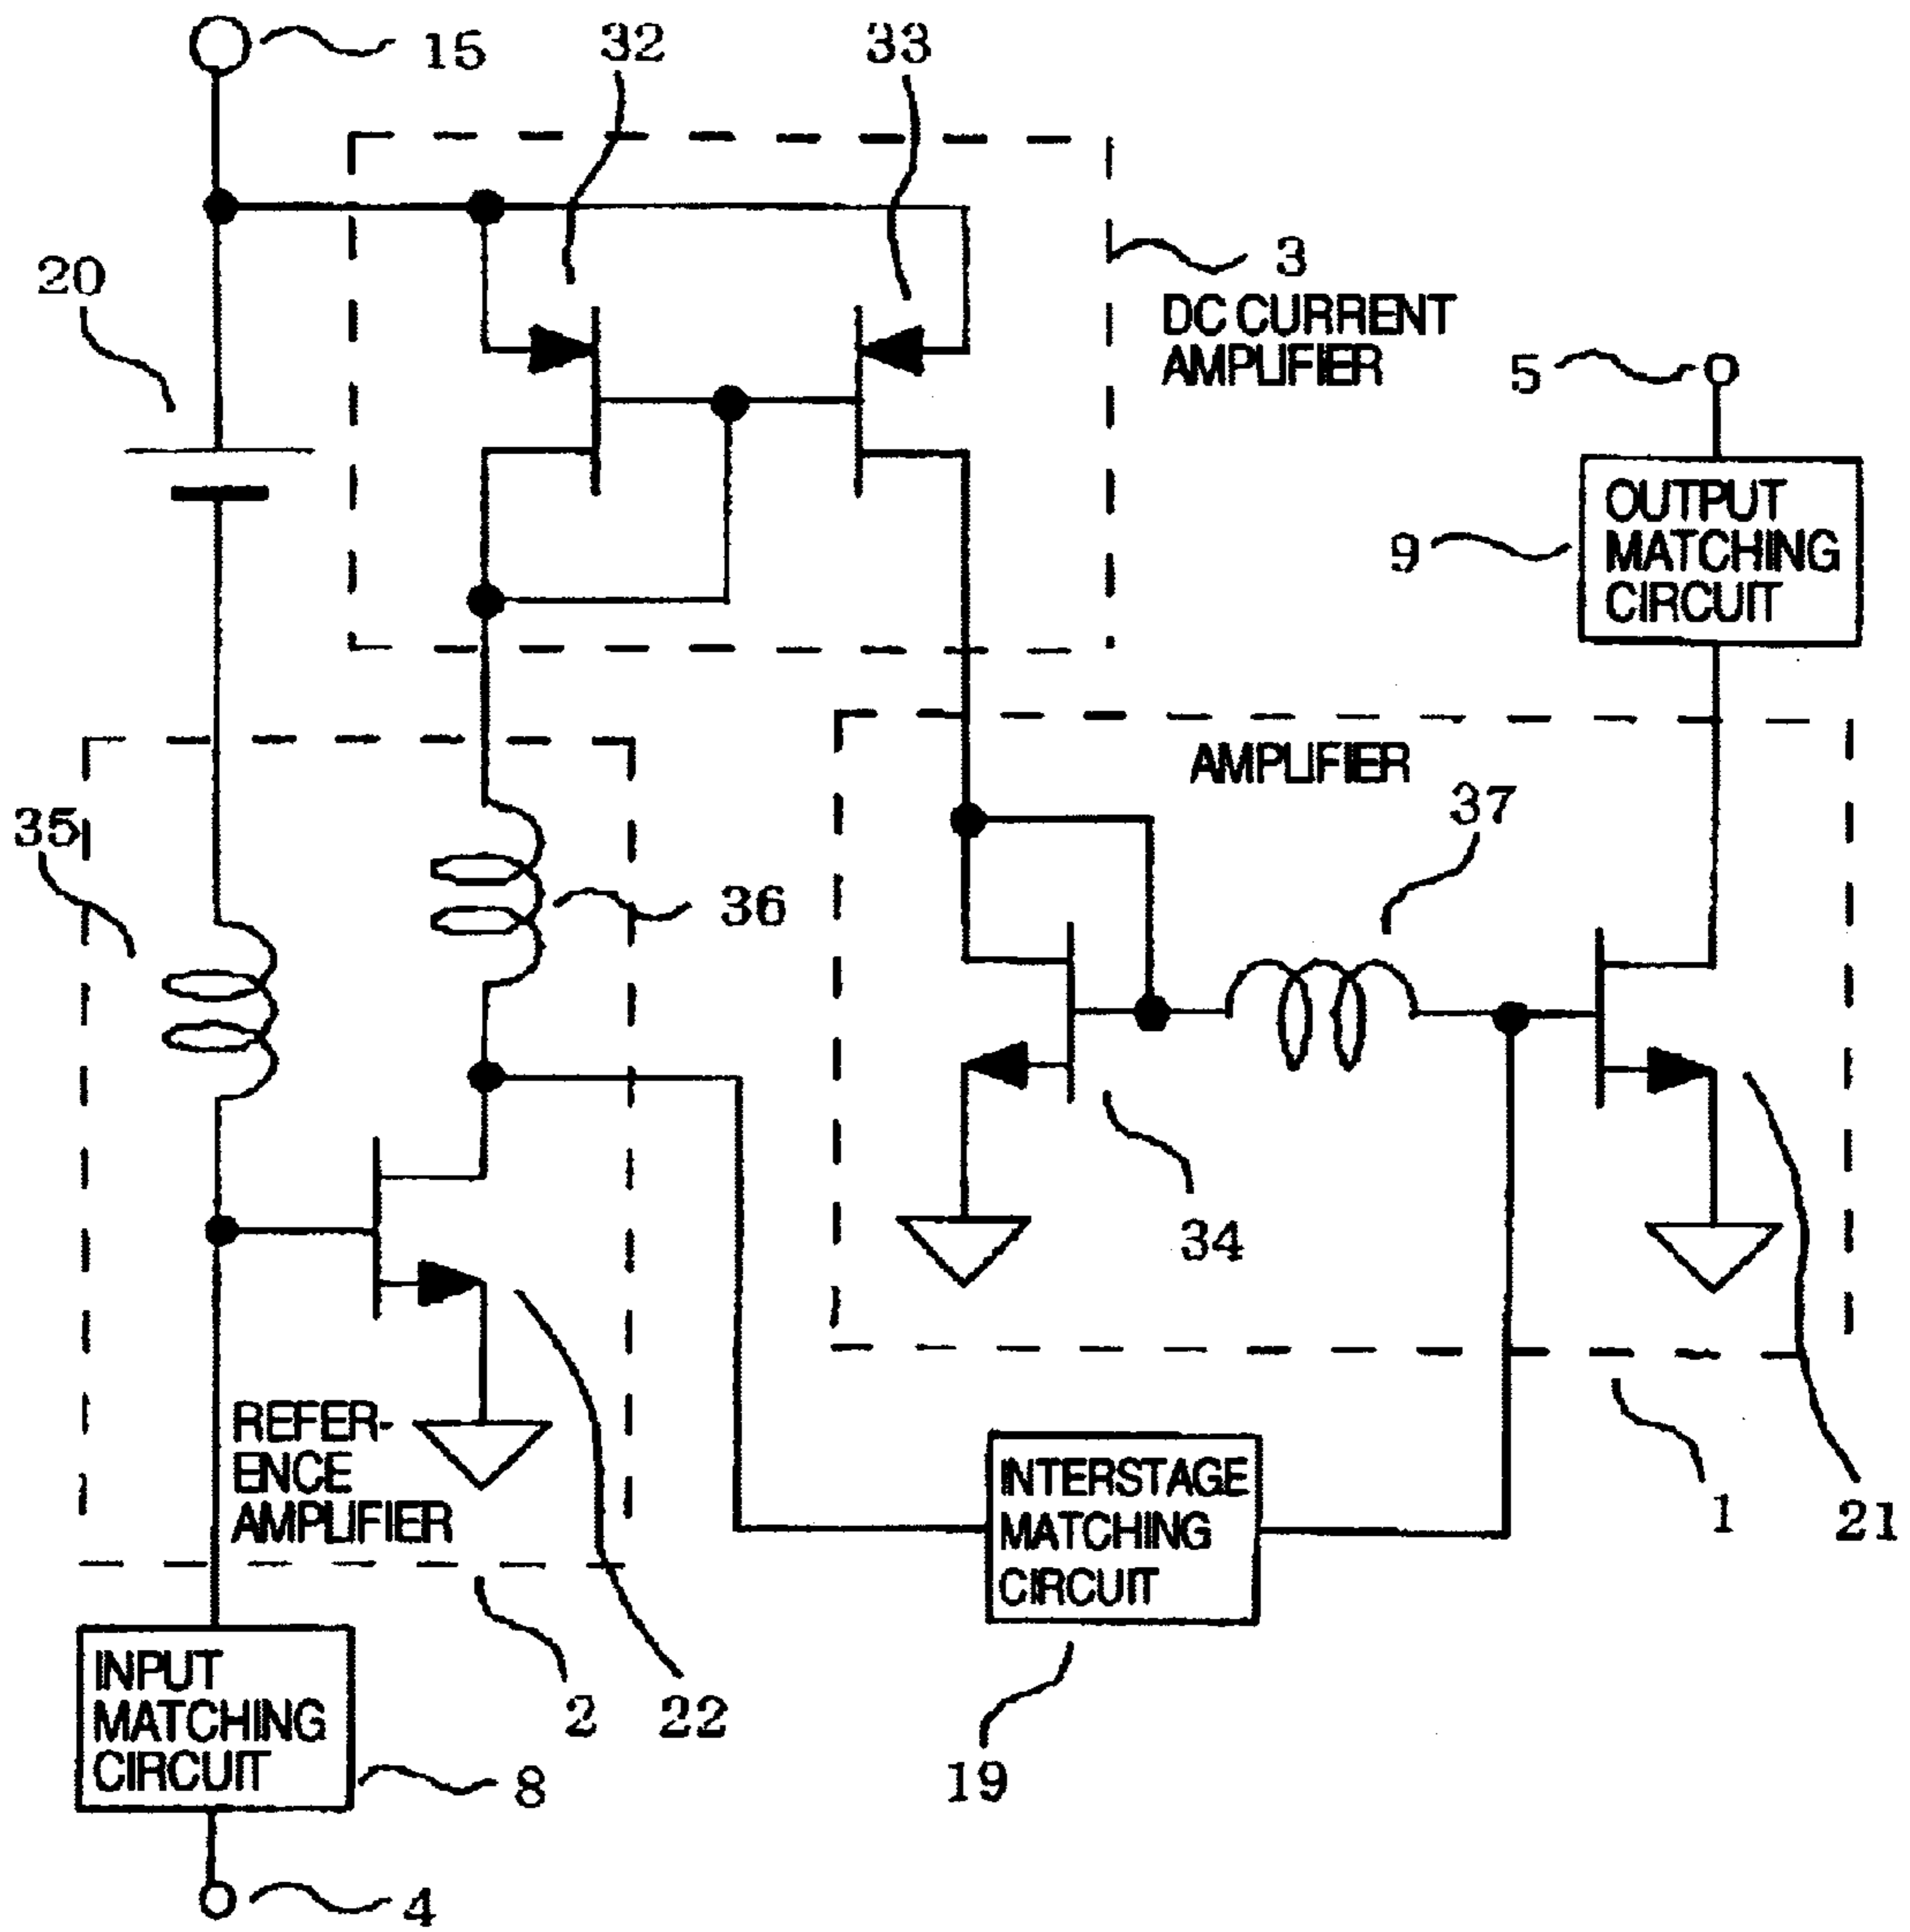 15
32
33
20
3
DC CURRENT
AMPLIFIER
5
OUTPUT
MATCHING
CIRCUIT
9
AMPLIFIER
37
35
36
34
REFER-
ENCE
AMPLIFIER
INTERSTAGE
MATCHING
CIRCUIT
1
21
INPUT
MATCHING
CIRCUIT
2
22
19
8
4